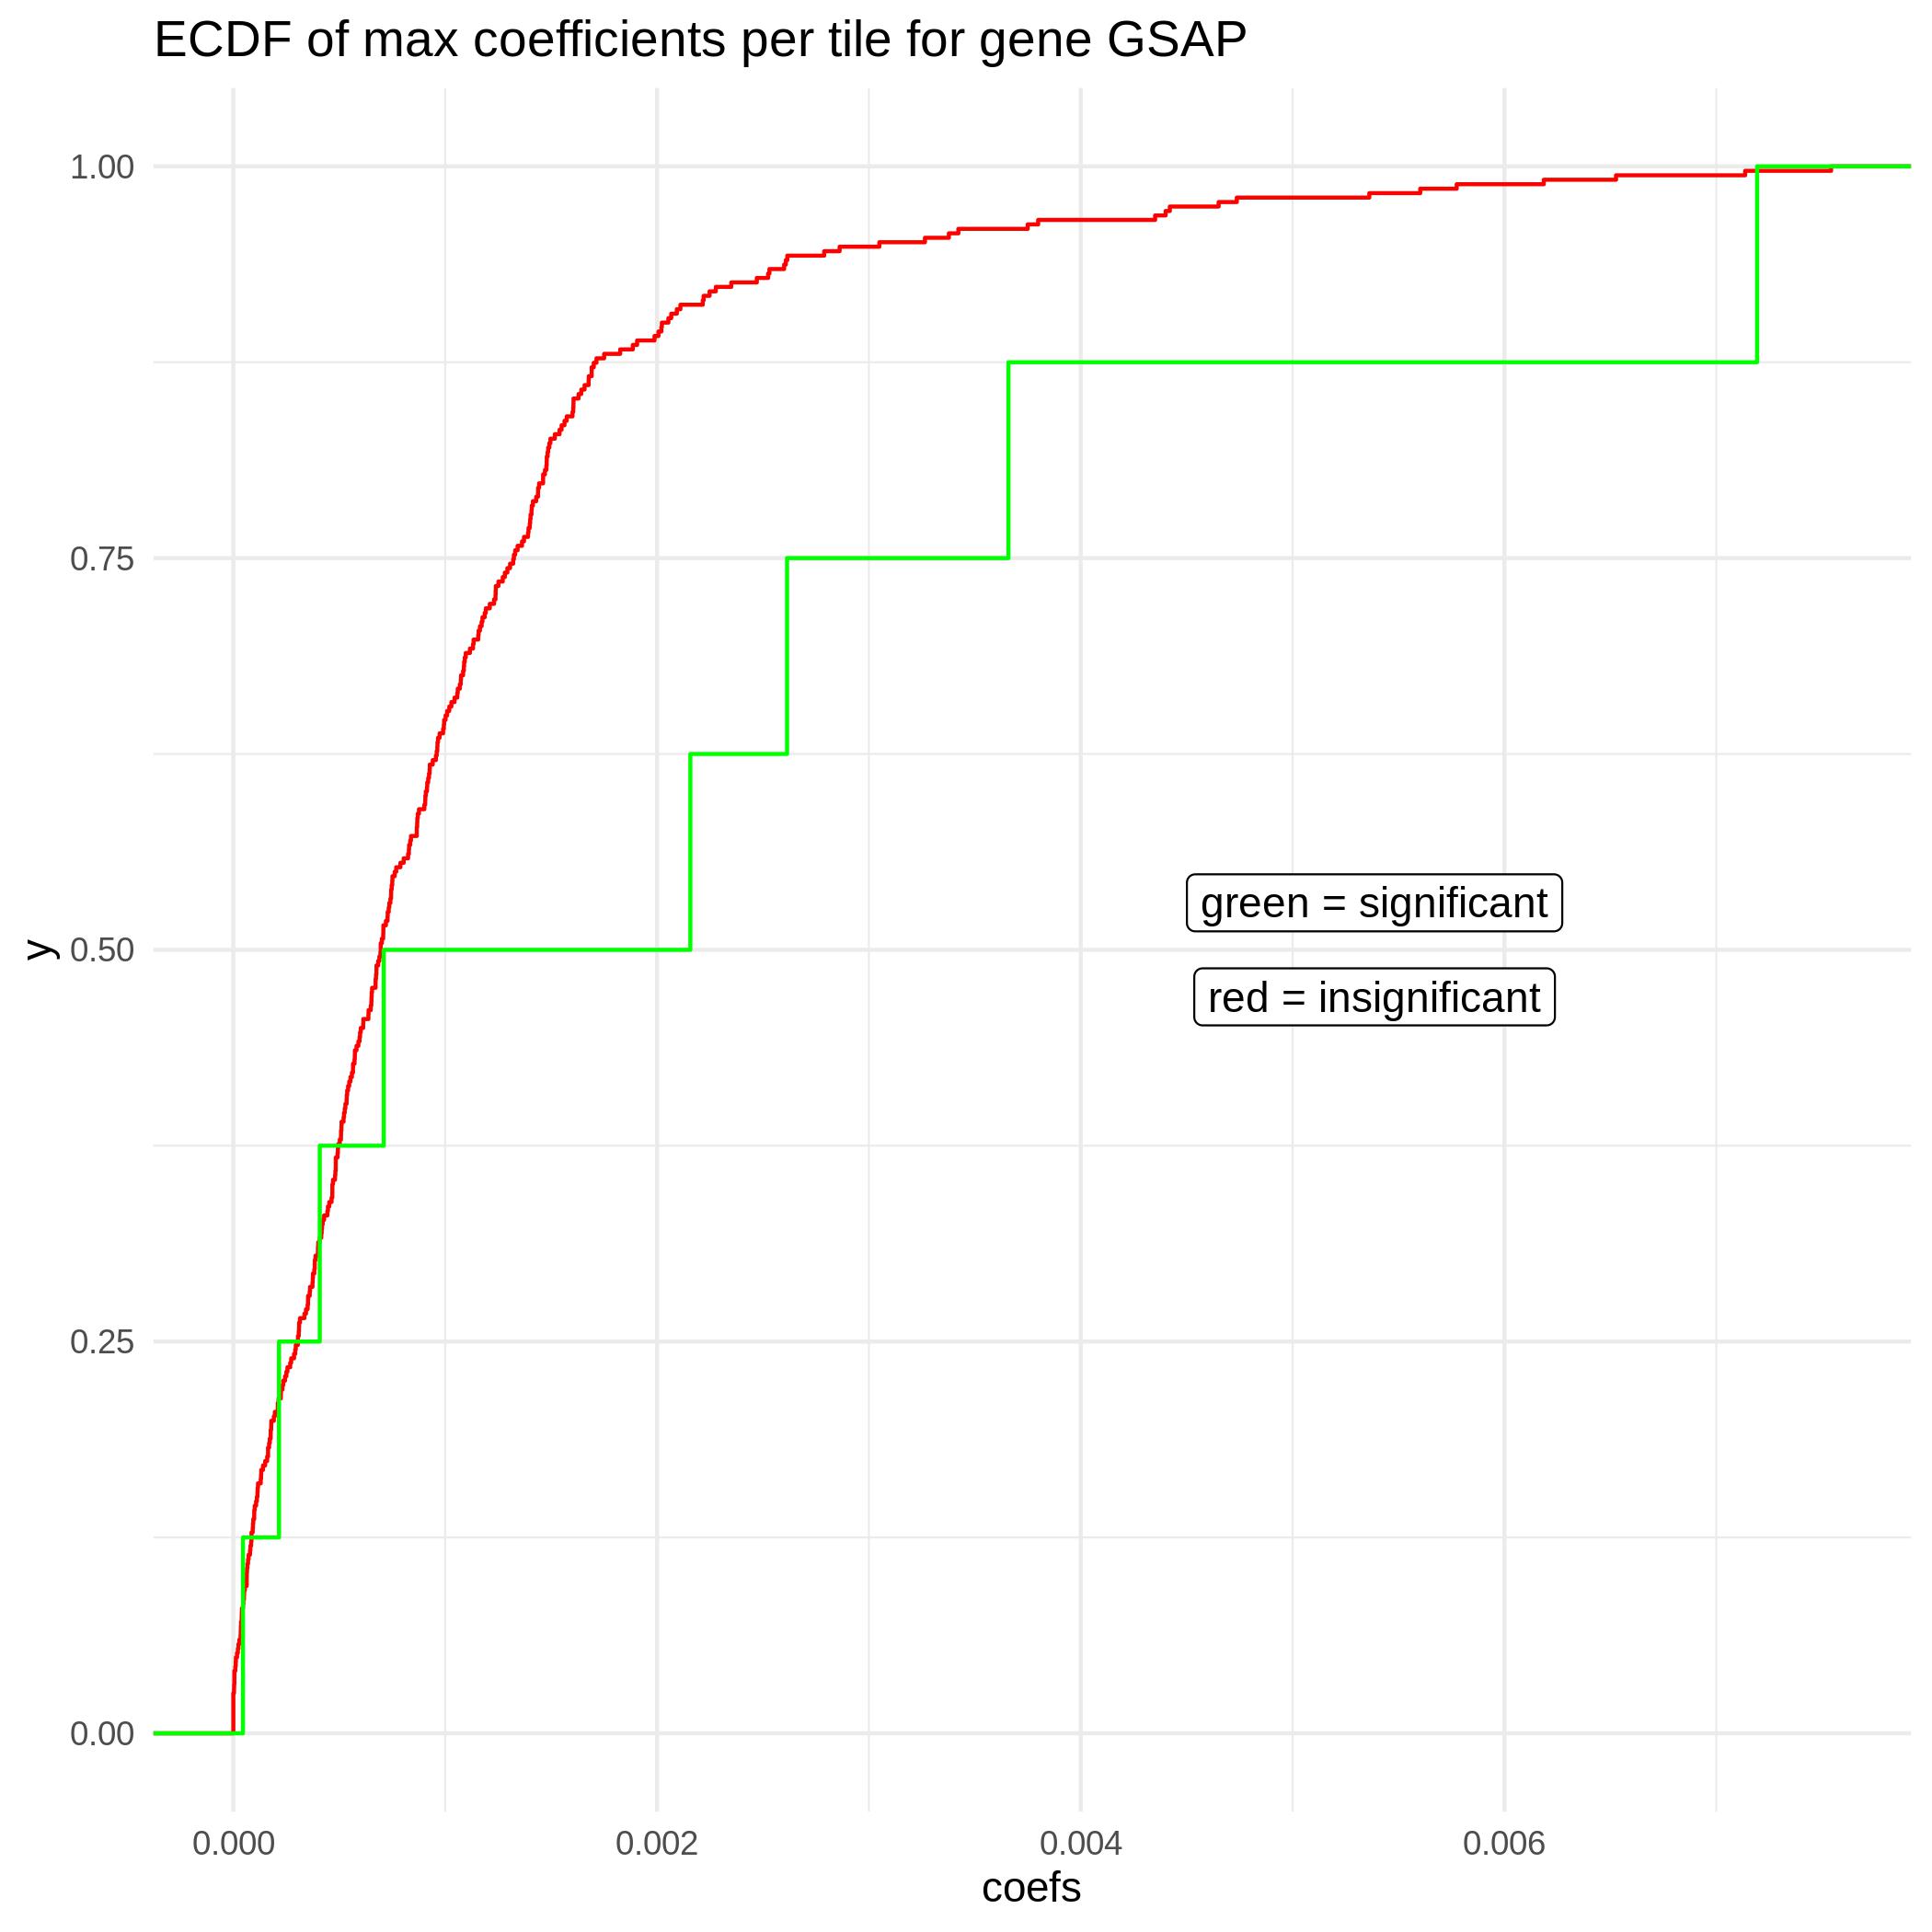 ECDF of max coefficients per tile for gene GSAP
1.00
0.75
0.50
0.25
0.00
y
green = significant
red = insignificant
0.000 0.002 0.004 0.006
coefs